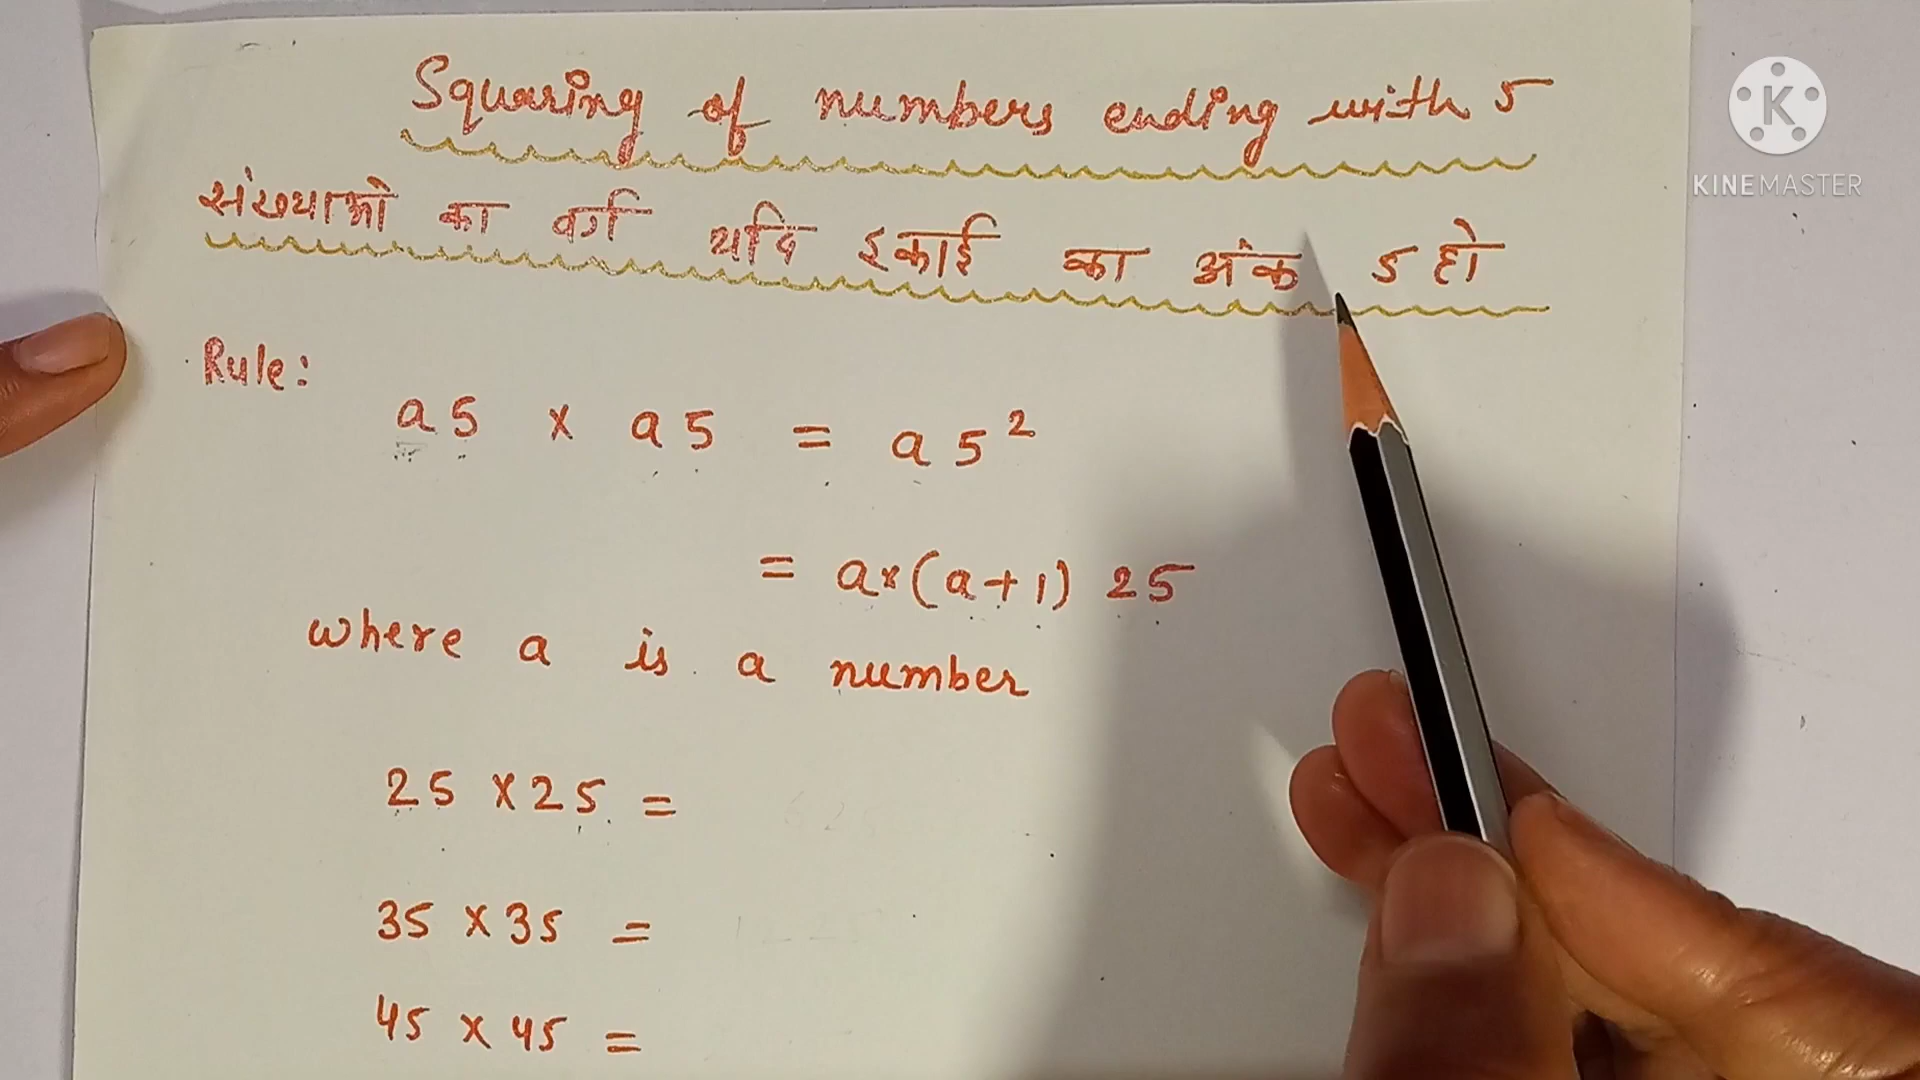 Squaring of numbers ending with 5
संख्याओ का वर्ग यदि इकाई का अंक 5 हो
Rule:
a5 x a5 = a5²
= a x (a+1) 25
where a is a number
25 x 25 =
35 x 35 =
45 x 45 =
K
KINEMASTER